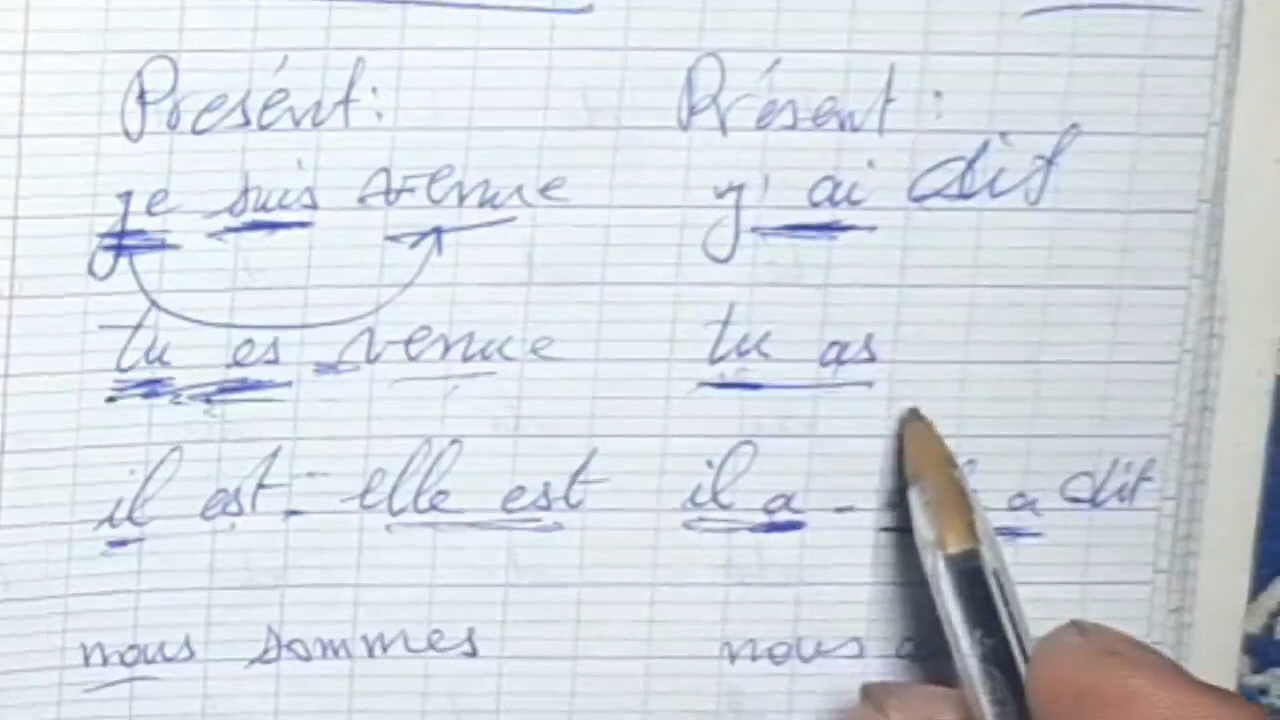 Présent: Présent:
je suis venue y'ai dit
tu es venue tu as
il est - elle est il a - a dit
nous sommes nous